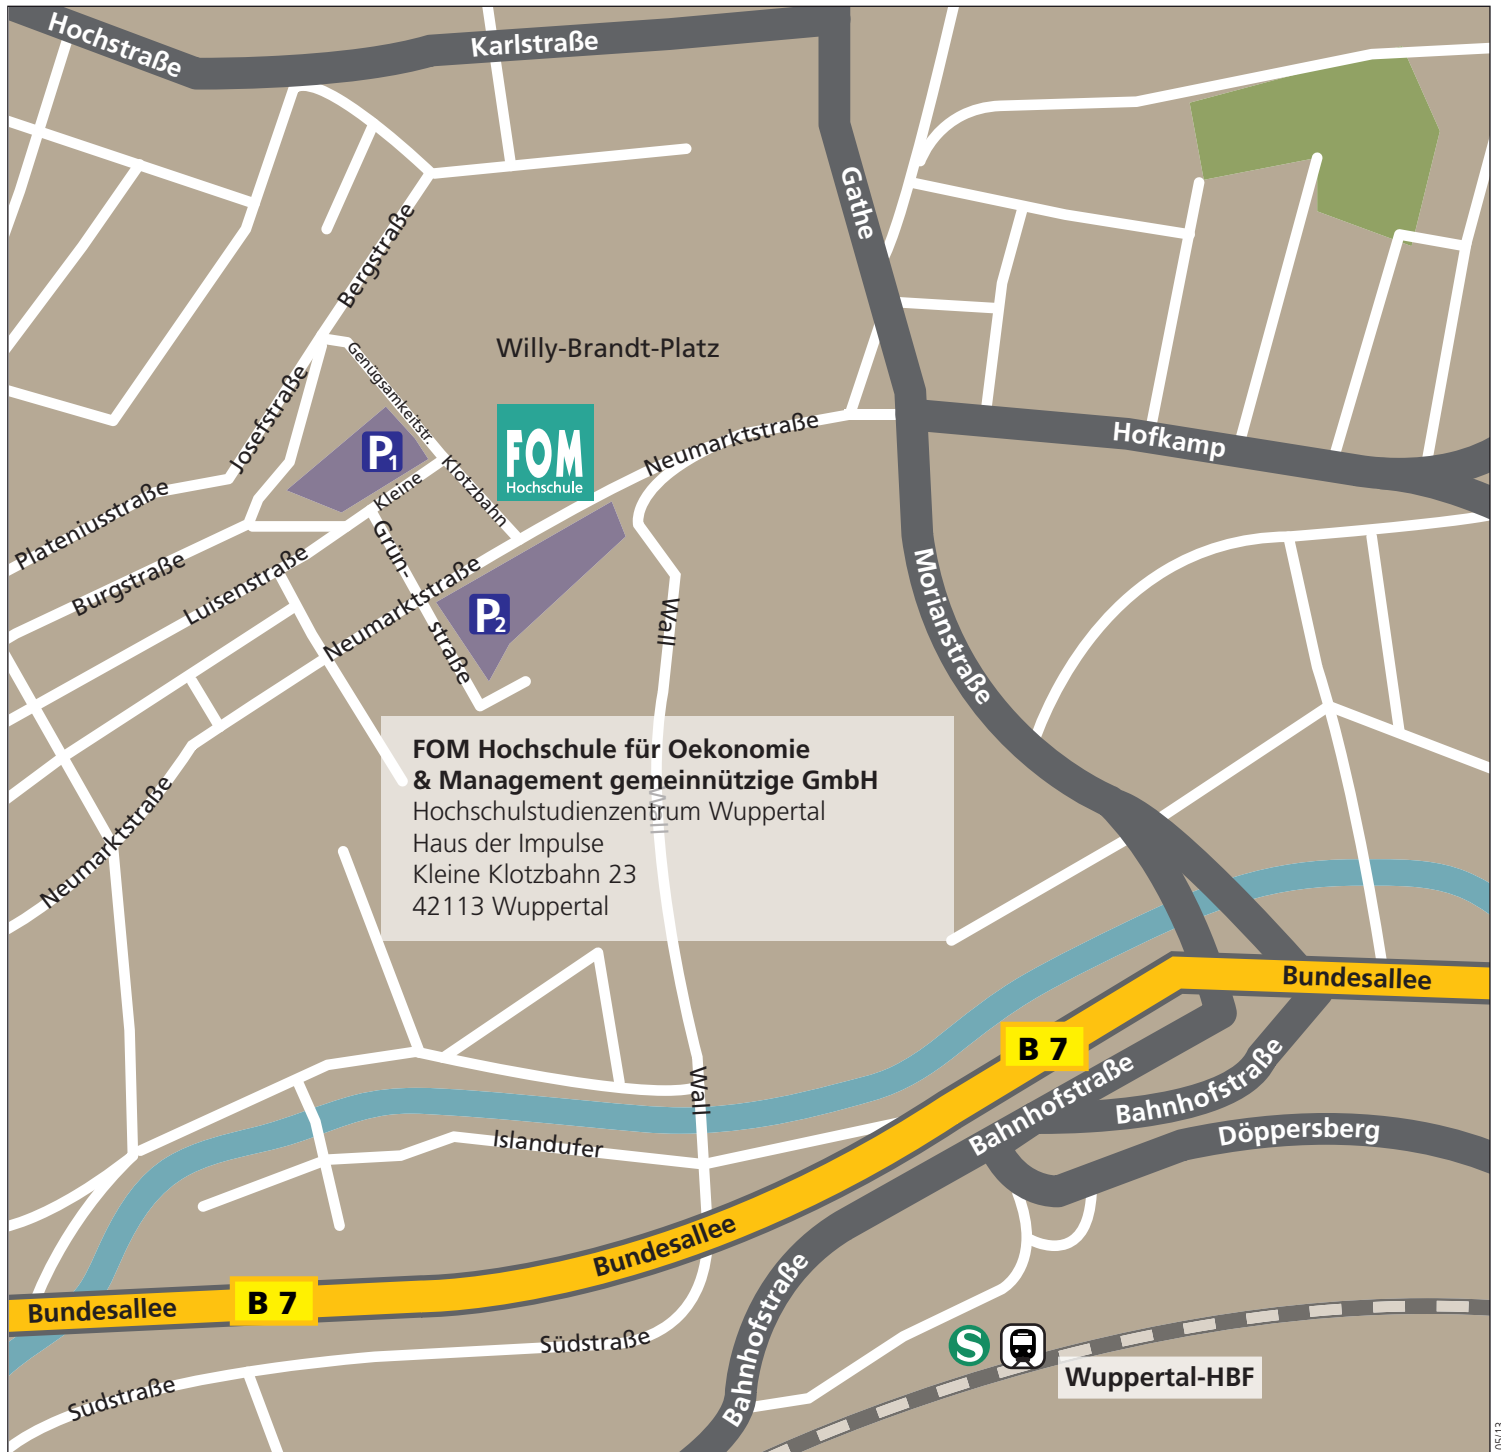 Hochstraße
Karlstraße
Gathe
Bergstraße
Willy-Brandt-Platz
Genügsamkeitstr.
Josefstraße
P1
FOM
Hochschule
Neumarktstraße
Hofkamp
Kleine
Klotzbahn
Plateniusstraße
Burgstraße
Luisenstraße
Grün-
straße
Neumarktstraße
P2
Wall
Morianstraße
FOM Hochschule für Oekonomie
& Management gemeinnützige GmbH
Hochschulstudienzentrum Wuppertal
Haus der Impulse
Kleine Klotzbahn 23
42113 Wuppertal
Wall
Neumarktstraße
Bundesallee
B 7
Bahnhofstraße
Bahnhofstraße
Wall
Islandufer
Döppersberg
Bundesallee
Bundesallee
B 7
Bahnhofstraße
Südstraße
Südstraße
S
Wuppertal-HBF